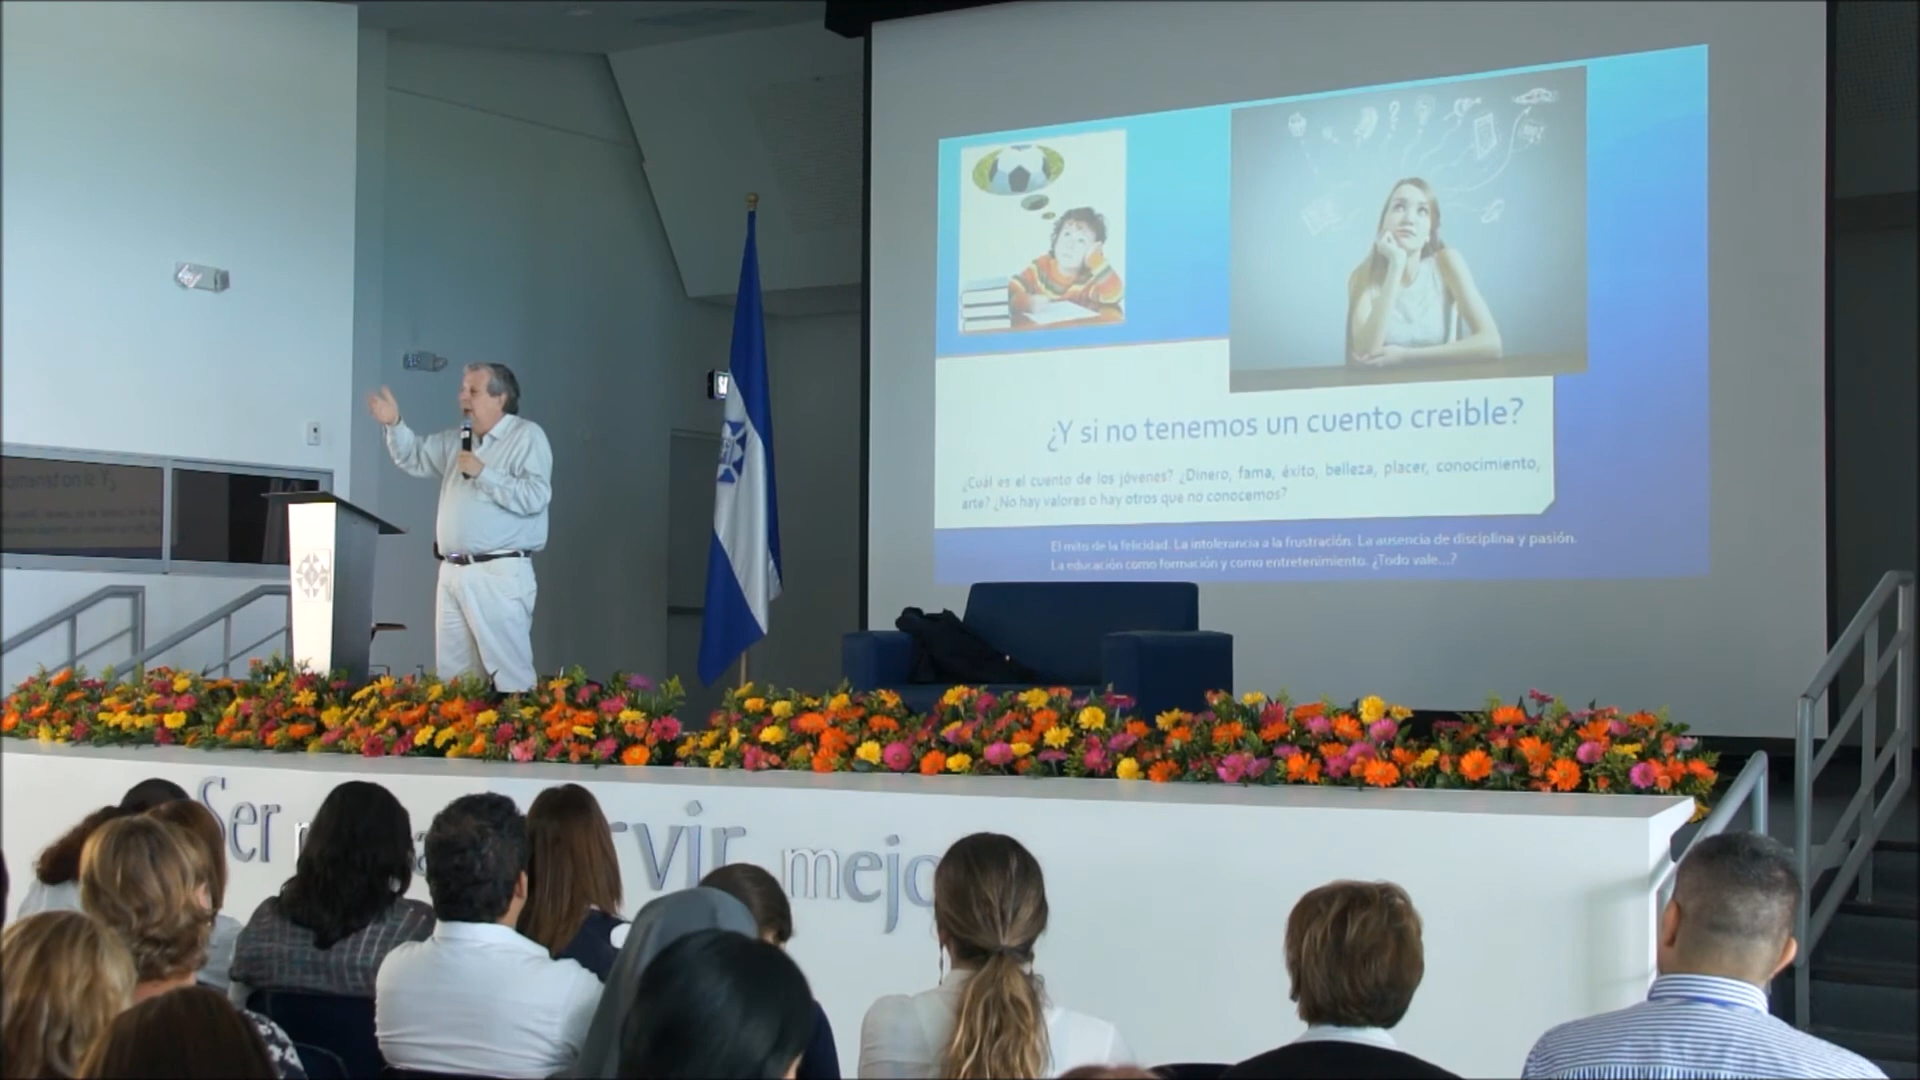 ¿Y si no tenemos un cuento creible?
¿Cuál es el cuento de los jóvenes? ¿Dinero, fama, éxito, belleza, placer, conocimiento,
arte? ¿No hay valores o hay otros que no conocemos?
El mito de la felicidad. La intolerancia a la frustración. La ausencia de disciplina y pasión.
La educación como formación y como entretenimiento. ¿Todo vale...?
Ser